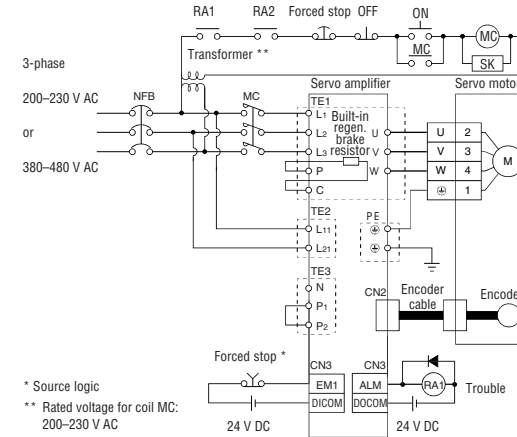 RA1 RA2 Forced stop OFF ON
MC
MC
SK
Transformer **
3-phase
200–230 V AC
or
380–480 V AC
NFB
MC
Servo amplifier
Servo motor
TE1
L1
L2
L3
P
C
Built-in
regen.
brake
resistor
U
V
W
U 2
V 3
W 4
1
M
TE2
L11
L21
PE
TE3
N
P1
P2
CN2
Encoder
cable
Encode
Forced stop *
CN3
EM1
DICOM
24 V DC
CN3
ALM
DOCOM
24 V DC
RA1
Trouble
* Source logic
** Rated voltage for coil MC:
200–230 V AC